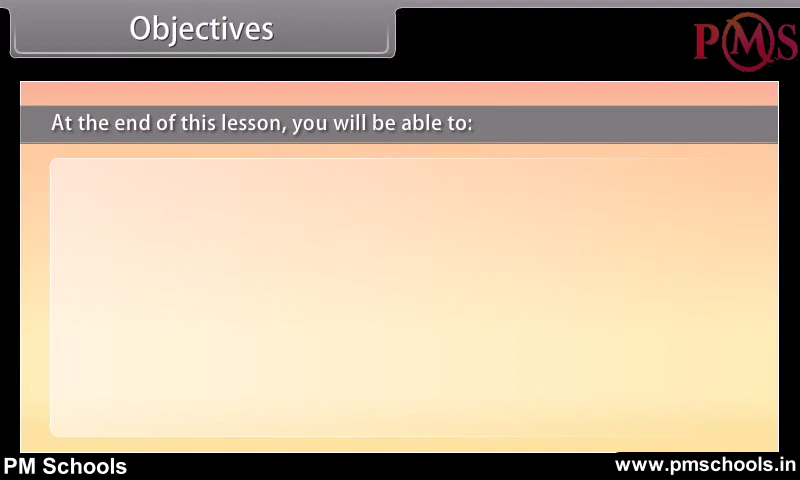 Objectives
PMS
At the end of this lesson, you will be able to:
PM Schools
www.pmschools.in